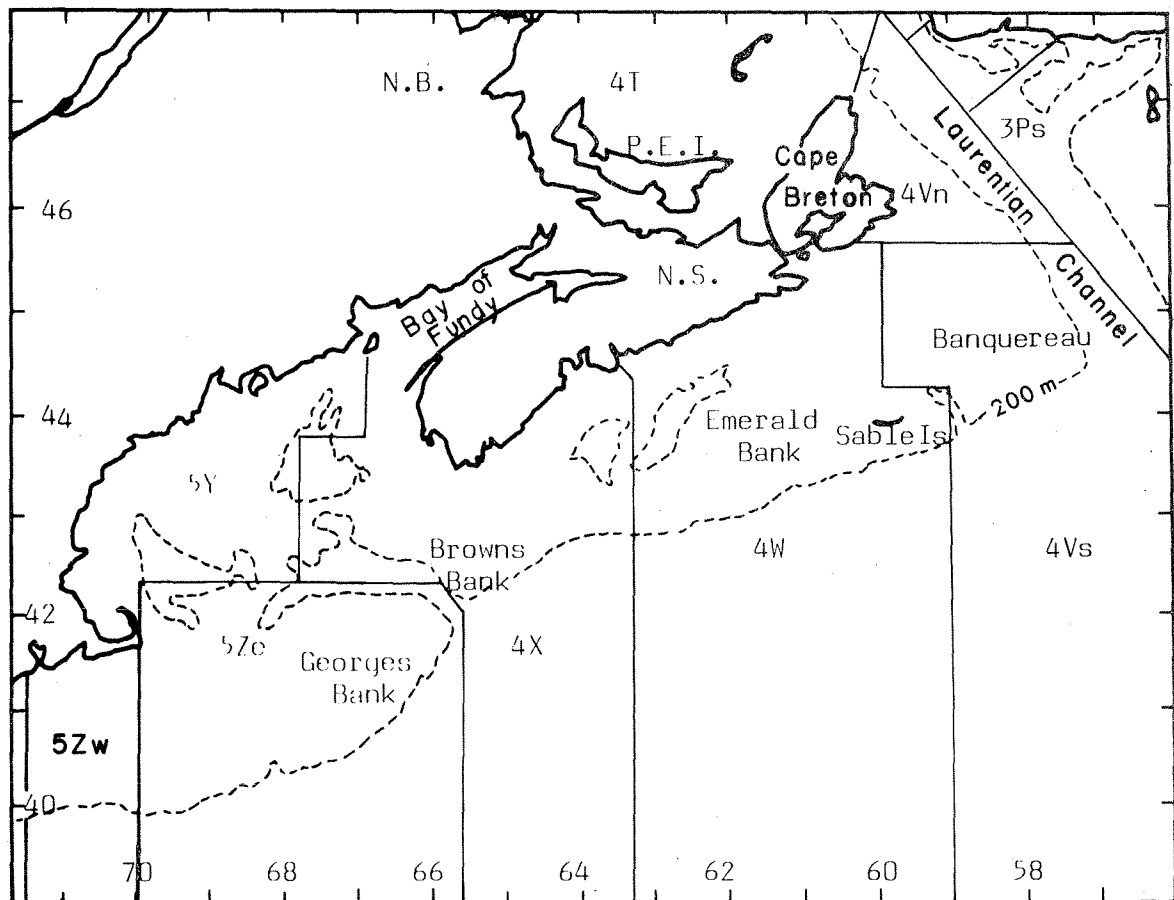 N.B.
4T
3Ps
P.E.I.
Cape
Breton
4Vn
Laurentian
Channel
46
N.S.
Bay of
Fundy
Banquereau
200 m
44
Emerald
Bank
Sable Is
5Y
Browns
Bank
4W
4Vs
42
5Ze
4X
Georges
Bank
5Zw
40
70
68
66
64
62
60
58